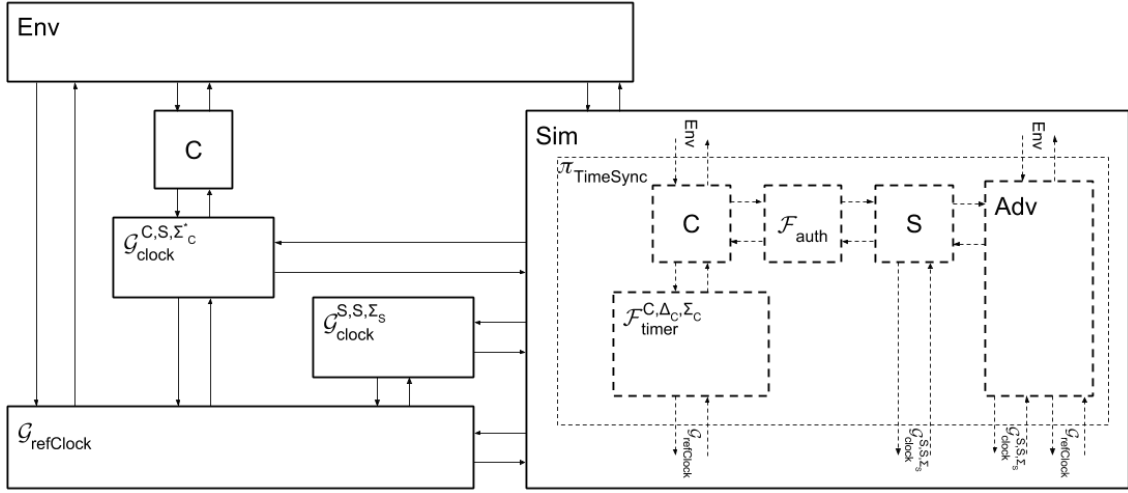 Env
Sim
Env
Env
π_TimeSync
C
𝒢_clock^{C,S,Σ*_C}
C
ℱ_auth
S
Adv
𝒢_clock^{S,S,Σ_S}
ℱ_timer^{C,Δ_C,Σ_C}
𝒢_refClock
𝒢_refClock
𝒢_clock^{S,S,Σ_S}
𝒢_clock^{S,S,Σ_S}
𝒢_refClock